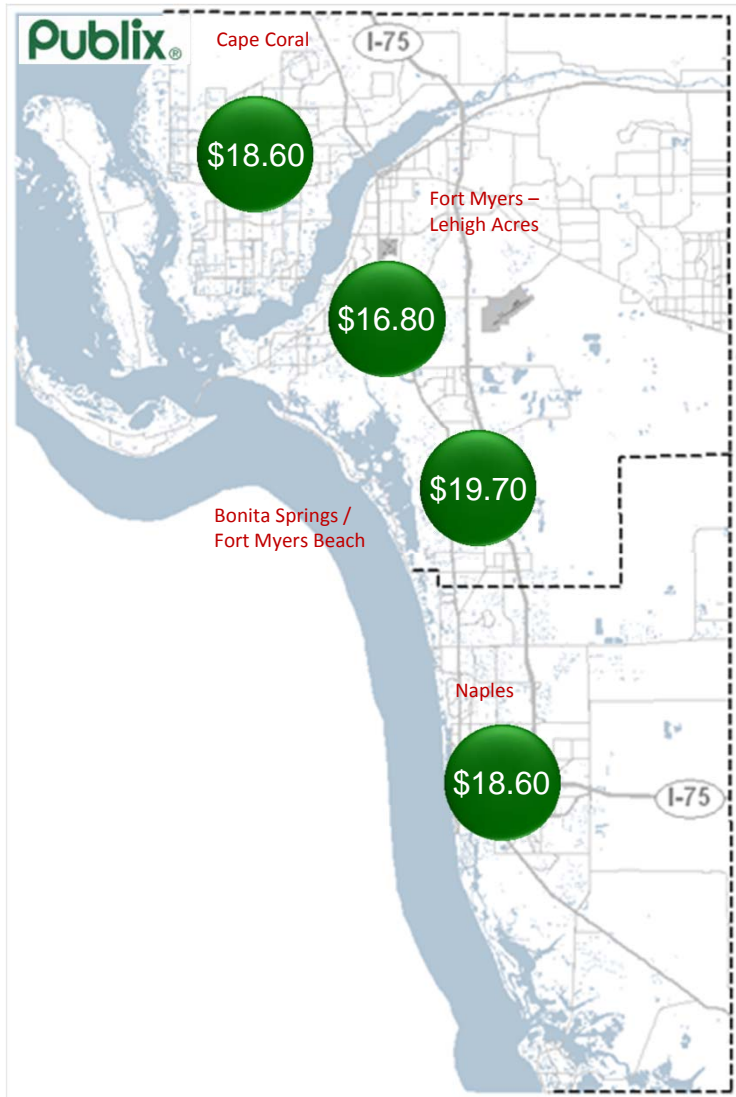 Publix®
Cape Coral
I-75
$18.60
Fort Myers –
Lehigh Acres
$16.80
$19.70
Bonita Springs /
Fort Myers Beach
Naples
$18.60
I-75